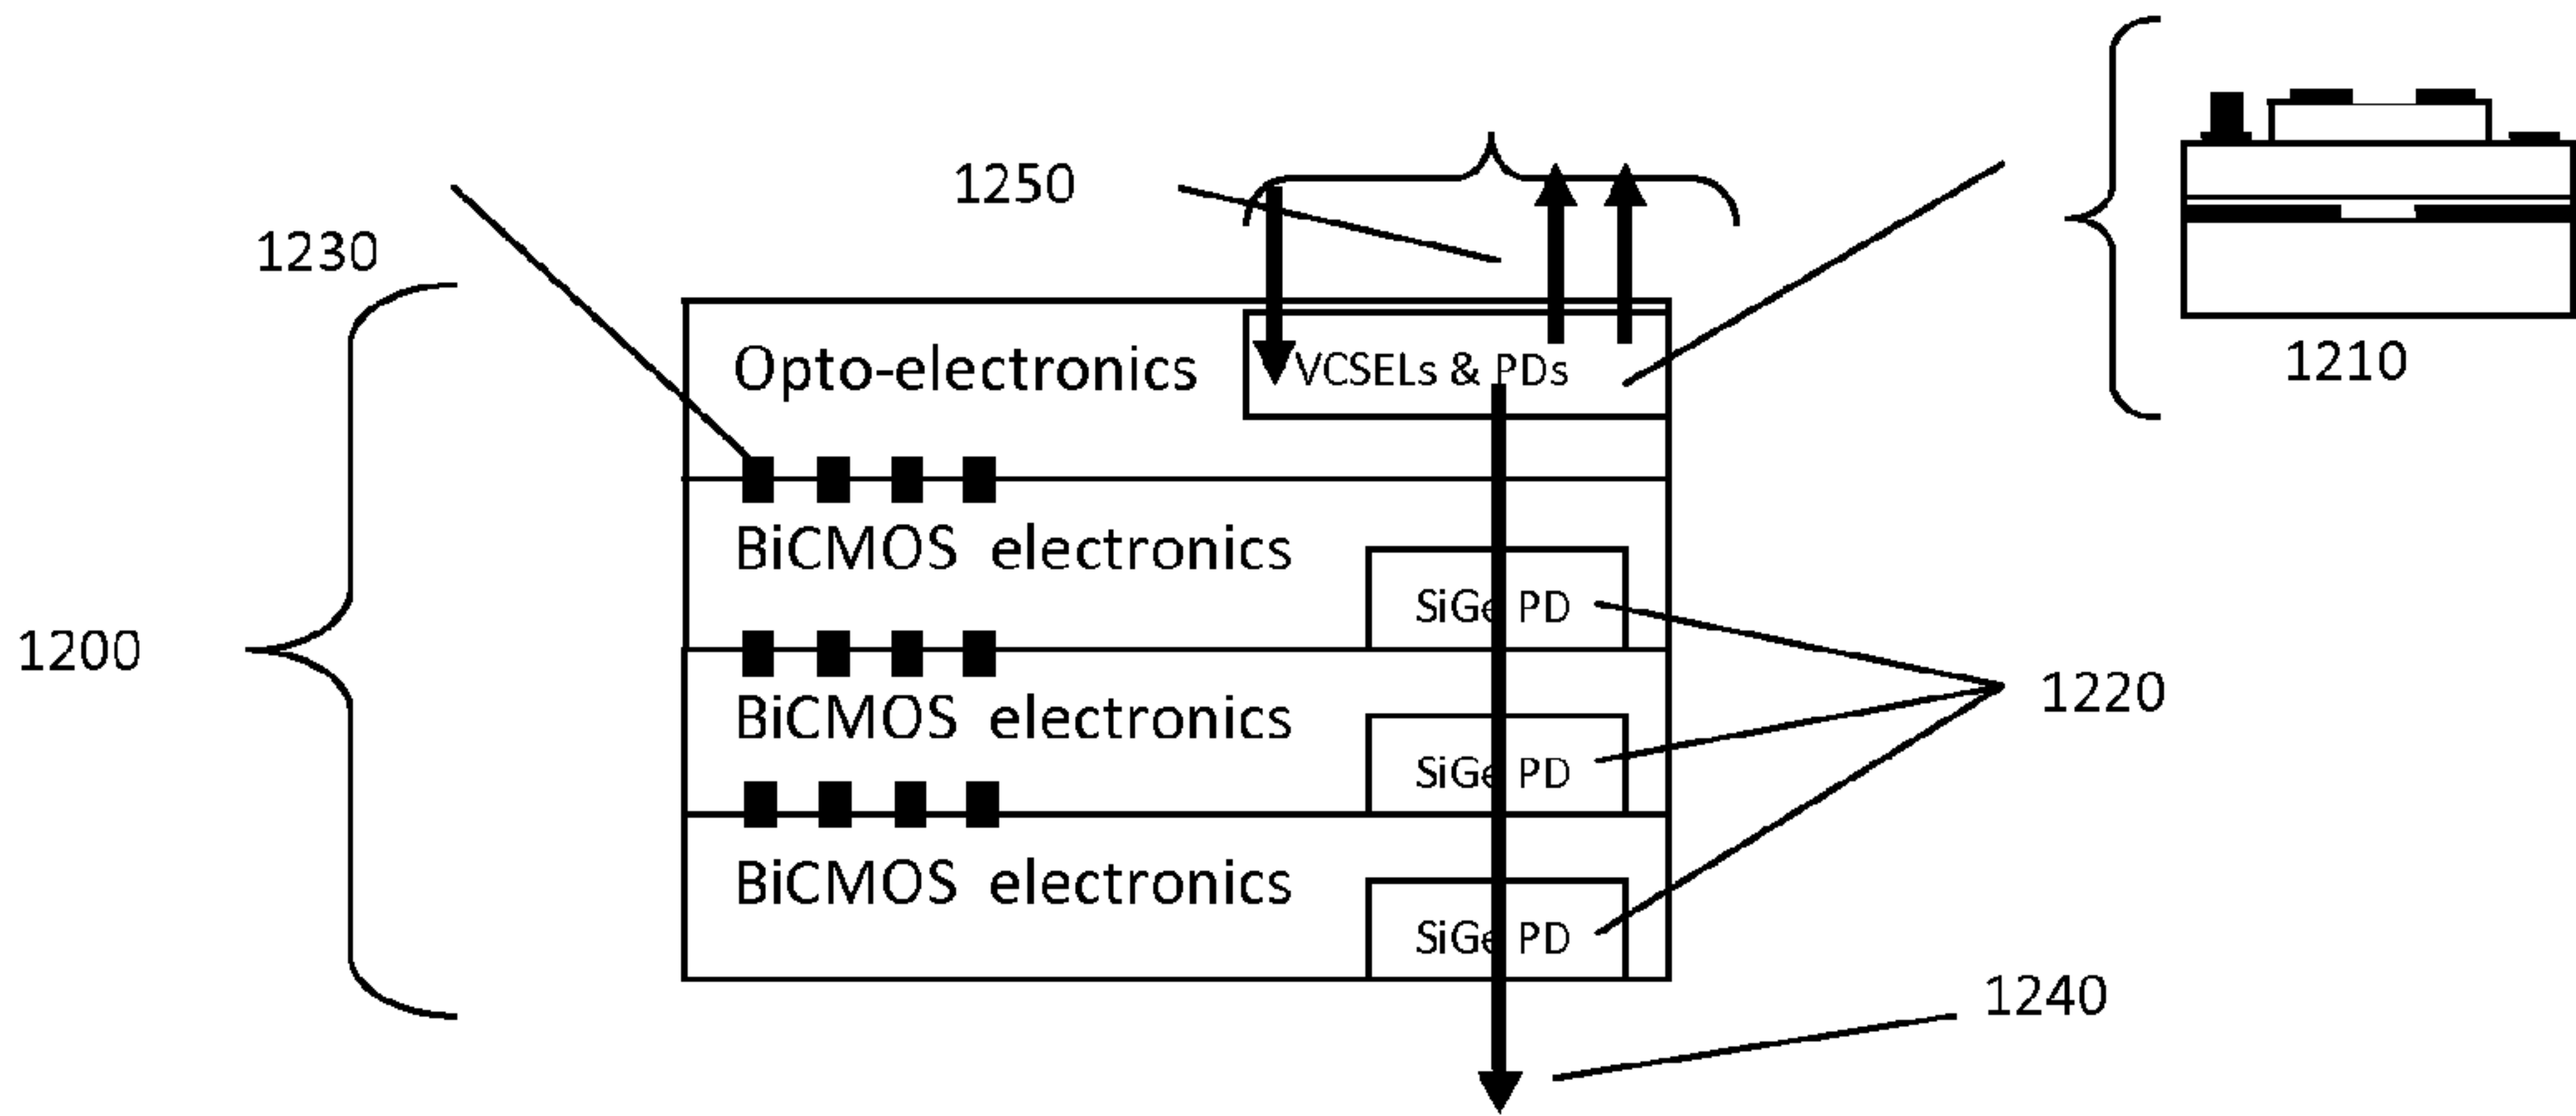 1250
1230
1210
Opto-electronics
VCSELs & PDs
BiCMOS electronics
SiGe PD
1200
1220
BiCMOS electronics
SiGe PD
BiCMOS electronics
SiGe PD
1240